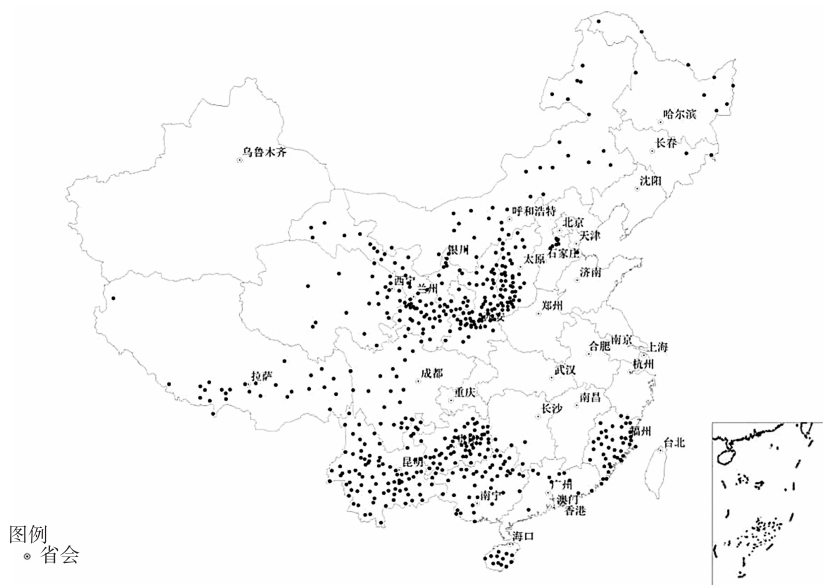 哈尔滨
长春
乌鲁木齐
沈阳
呼和浩特
北京
天津
银川
石家庄
太原
济南
西宁
兰州
郑州
南京
合肥
上海
杭州
拉萨
成都
武汉
重庆
南昌
长沙
福州
台北
昆明
广州
南宁
澳门
香港
海口
图例
省会